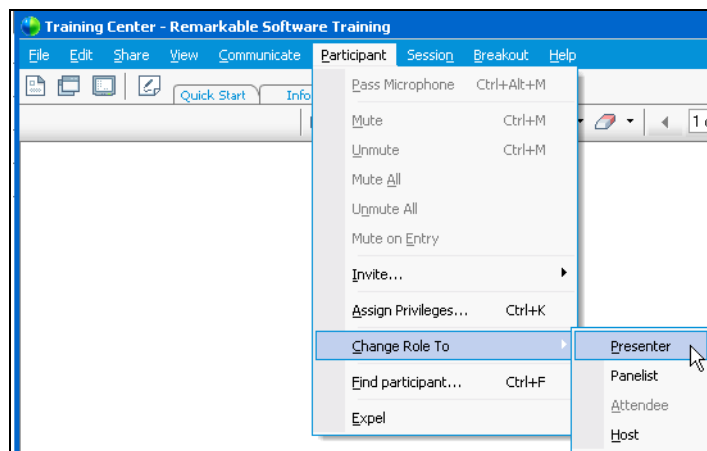 Training Center - Remarkable Software Training
File Edit Share View Communicate Participant Session Breakout Help
Quick Start Info
Pass Microphone Ctrl+Alt+M
Mute Ctrl+M
Unmute Ctrl+M
Mute All
Unmute All
Mute on Entry
Invite...
Assign Privileges... Ctrl+K
Change Role To
Find participant... Ctrl+F
Expel
Presenter
Panelist
Attendee
Host
1